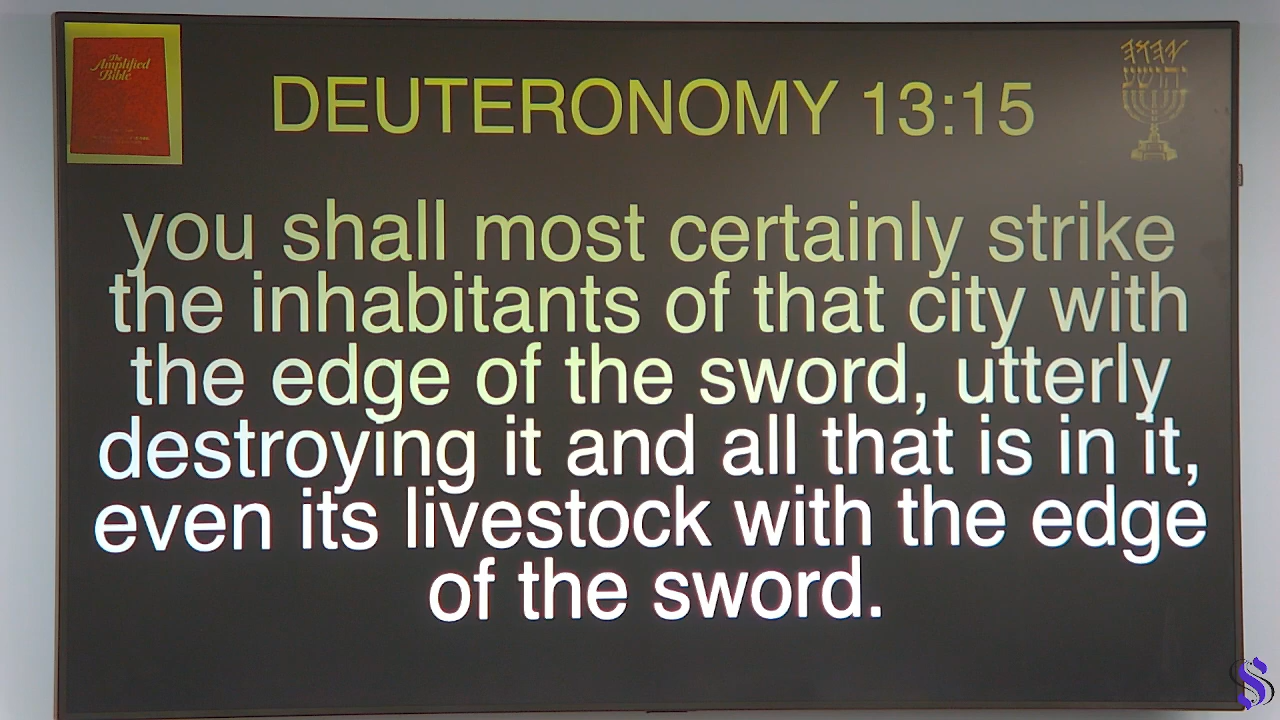 The
Amplified
Bible
DEUTERONOMY 13:15
יהושע
you shall most certainly strike
the inhabitants of that city with
the edge of the sword, utterly
destroying it and all that is in it,
even its livestock with the edge
of the sword.
S